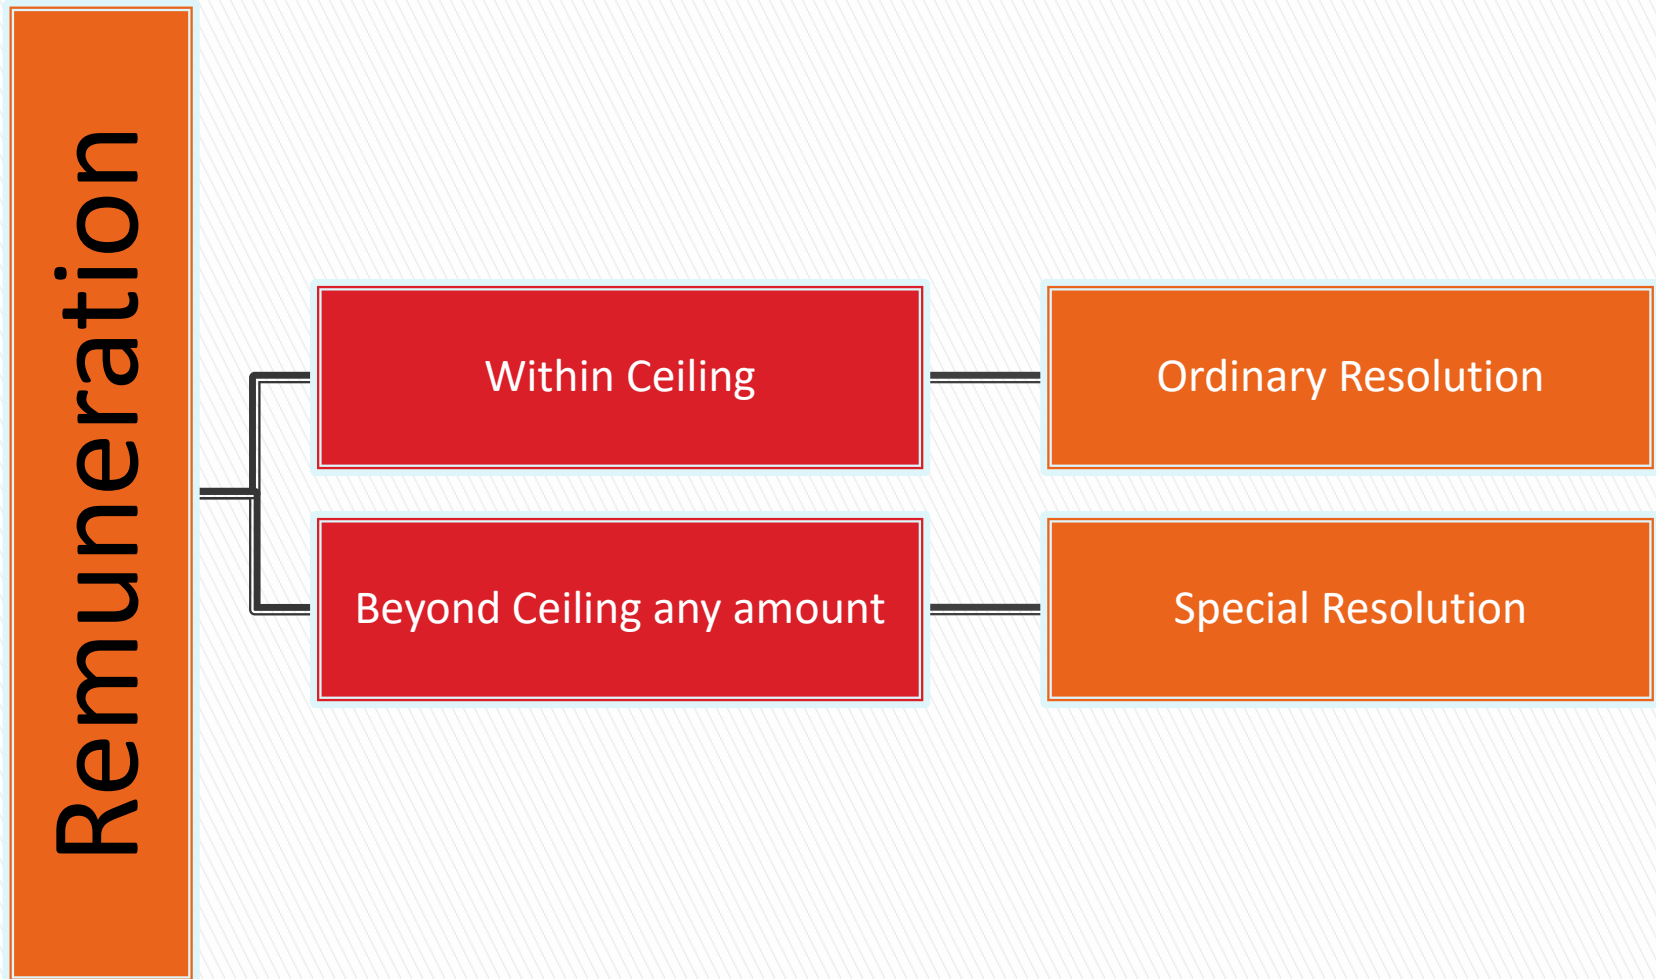 Remuneration
Within Ceiling
Ordinary Resolution
Beyond Ceiling any amount
Special Resolution